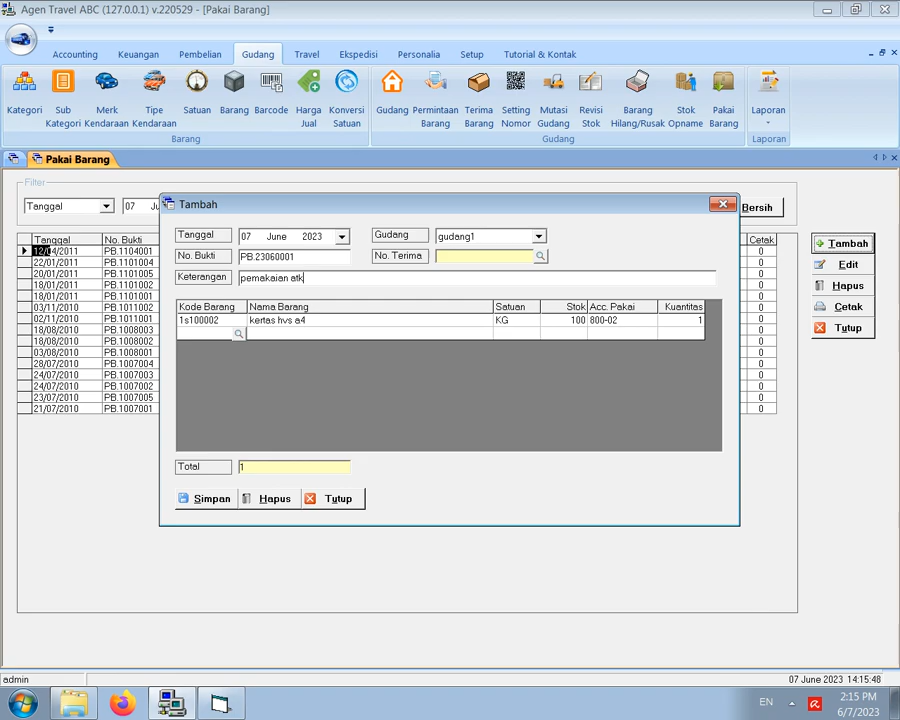 Agen Travel ABC (127.0.0.1) v.220529 - [Pakai Barang]
Accounting Keuangan Pembelian Gudang Travel Ekspedisi Personalia Setup Tutorial & Kontak
Kategori Sub Kategori Merk Kendaraan Tipe Kendaraan Satuan Barang Barcode Harga Jual Konversi Satuan Gudang Permintaan Barang Terima Barang Setting Nomor Mutasi Gudang Revisi Stok Barang Hilang/Rusak Stok Opname Pakai Barang Laporan
Barang Gudang Laporan
Pakai Barang
Filter
Tanggal 07 Bersih
Tambah
Tanggal 07 June 2023 Gudang gudang1
No. Bukti PB.23060001 No. Terima
Keterangan pemakaian atk
Kode Barang Nama Barang Satuan Stok Acc. Pakai Kuantitas
1s100002 kertas hvs a4 KG 100 800-02 1
Total 1
Simpan Hapus Tutup
Tanggal No. Bukti Cetak
12/04/2011 PB.1104001 0
22/01/2011 PB.1101004 0
20/01/2011 PB.1101005 0
18/01/2011 PB.1101002 0
18/01/2011 PB.1101001 0
03/11/2010 PB.1011002 0
02/11/2010 PB.1011001 0
18/08/2010 PB.1008003 0
18/08/2010 PB.1008002 0
03/08/2010 PB.1008001 0
28/07/2010 PB.1007004 0
24/07/2010 PB.1007003 0
24/07/2010 PB.1007002 0
23/07/2010 PB.1007005 0
21/07/2010 PB.1007001 0
Tambah
Edit
Hapus
Cetak
Tutup
admin 07 June 2023 14:15:48
EN 2:15 PM
6/7/2023